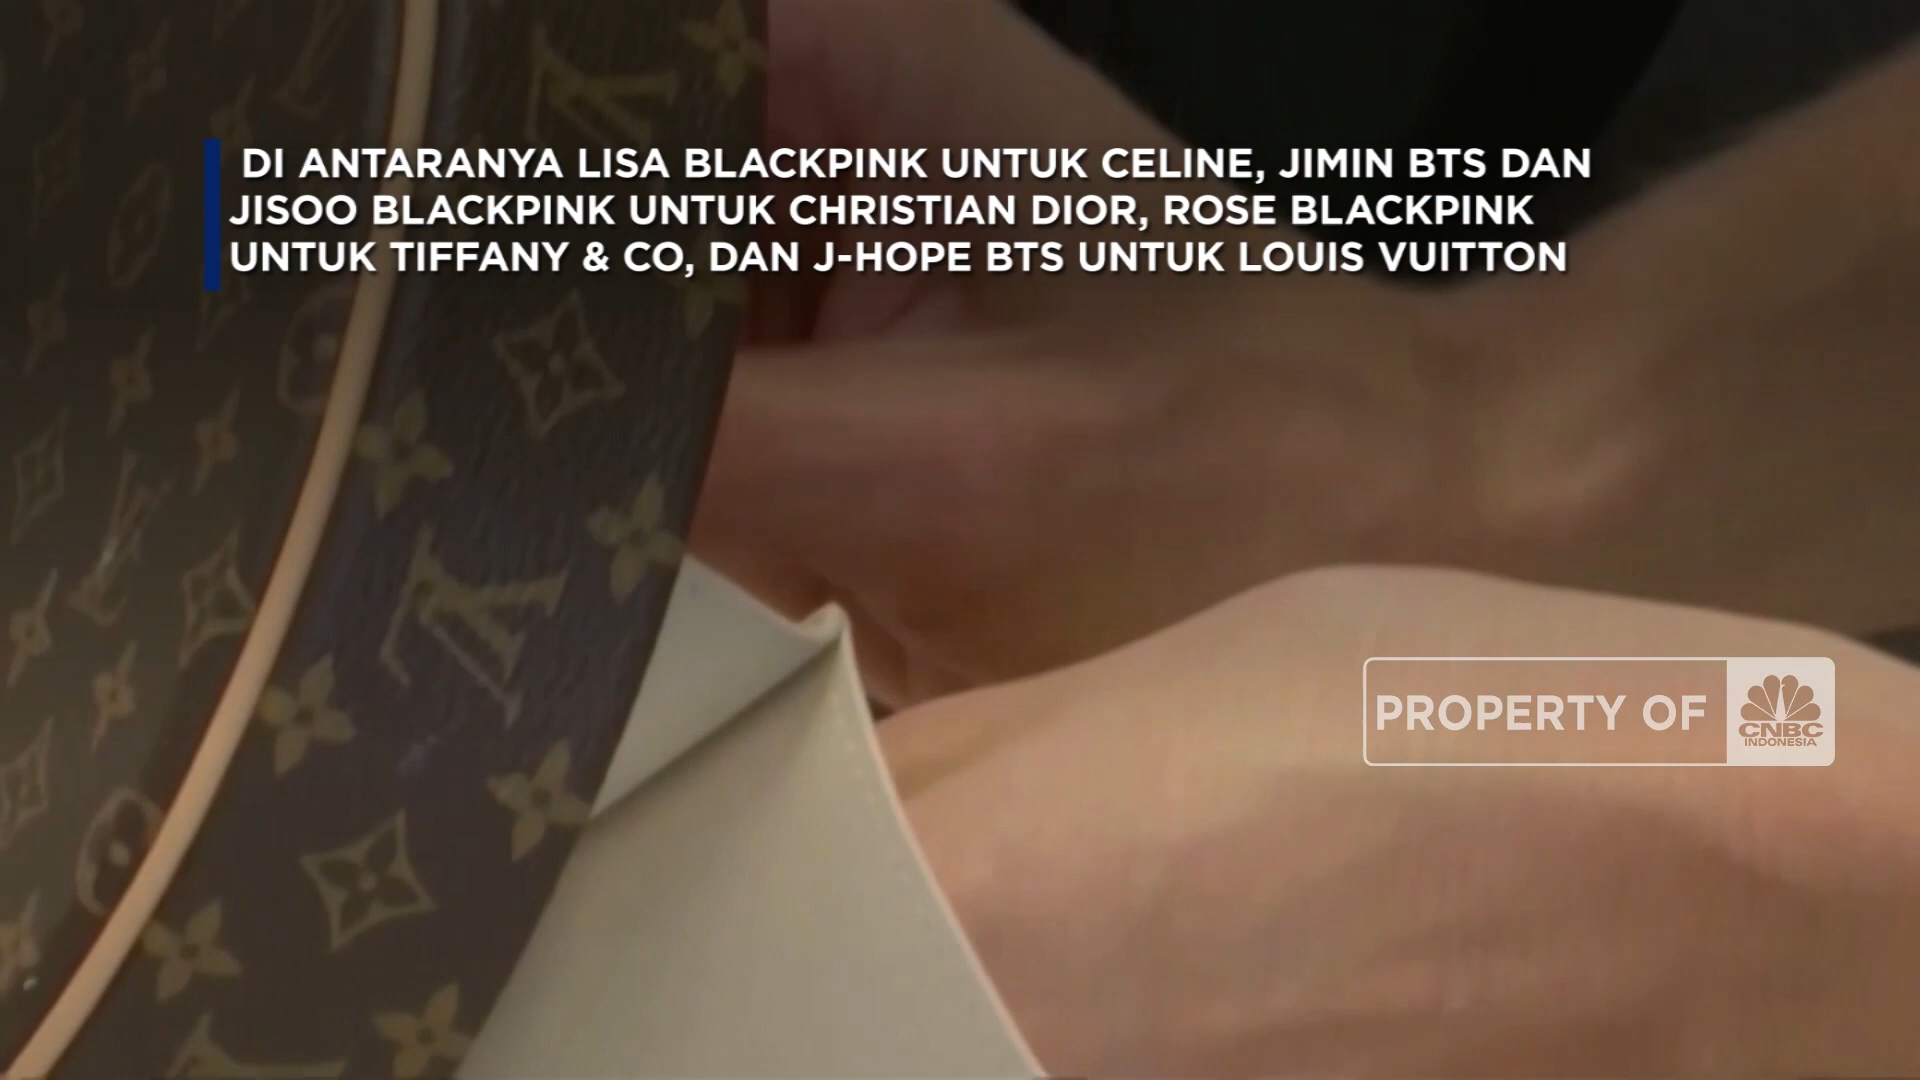 DI ANTARANYA LISA BLACKPINK UNTUK CELINE, JIMIN BTS DAN
JISOO BLACKPINK UNTUK CHRISTIAN DIOR, ROSE BLACKPINK
UNTUK TIFFANY & CO, DAN J-HOPE BTS UNTUK LOUIS VUITTON
PROPERTY OF
CNBC
INDONESIA